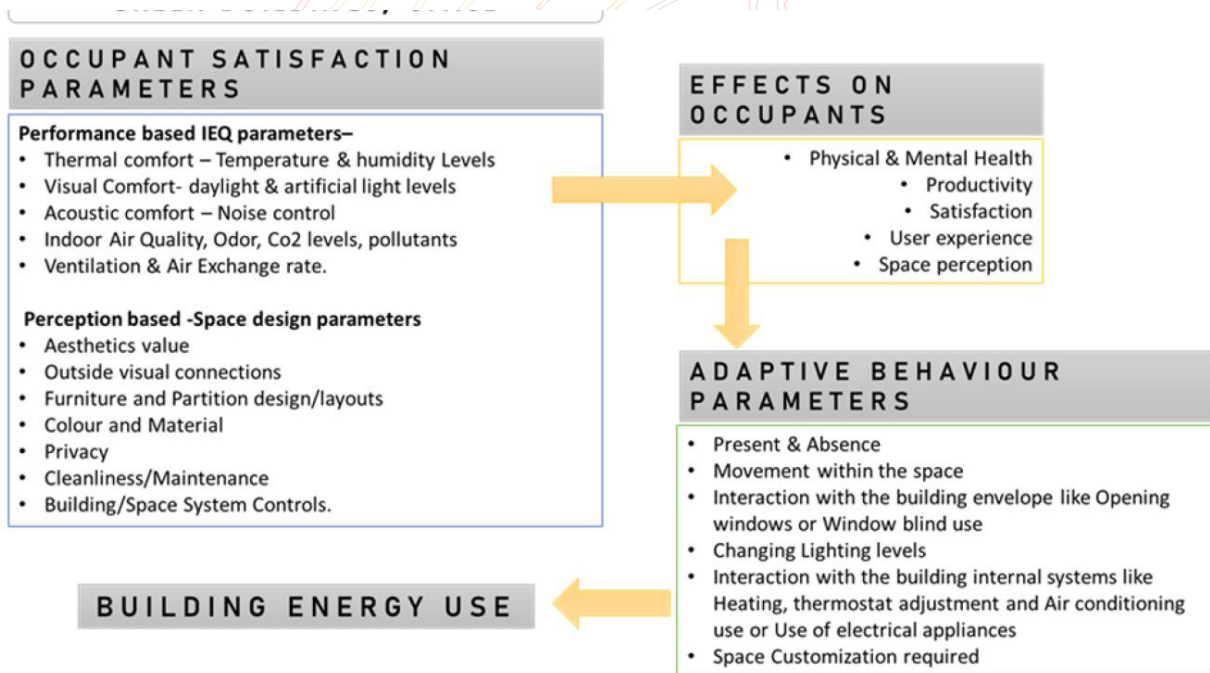 OCCUPANT SATISFACTION
PARAMETERS
Performance based IEQ parameters–
• Thermal comfort – Temperature & humidity Levels
• Visual Comfort- daylight & artificial light levels
• Acoustic comfort – Noise control
• Indoor Air Quality, Odor, Co2 levels, pollutants
• Ventilation & Air Exchange rate.
Perception based -Space design parameters
• Aesthetics value
• Outside visual connections
• Furniture and Partition design/layouts
• Colour and Material
• Privacy
• Cleanliness/Maintenance
• Building/Space System Controls.
EFFECTS ON
OCCUPANTS
• Physical & Mental Health
• Productivity
• Satisfaction
• User experience
• Space perception
ADAPTIVE BEHAVIOUR
PARAMETERS
• Present & Absence
• Movement within the space
• Interaction with the building envelope like Opening
windows or Window blind use
• Changing Lighting levels
• Interaction with the building internal systems like
Heating, thermostat adjustment and Air conditioning
use or Use of electrical appliances
• Space Customization required
BUILDING ENERGY USE